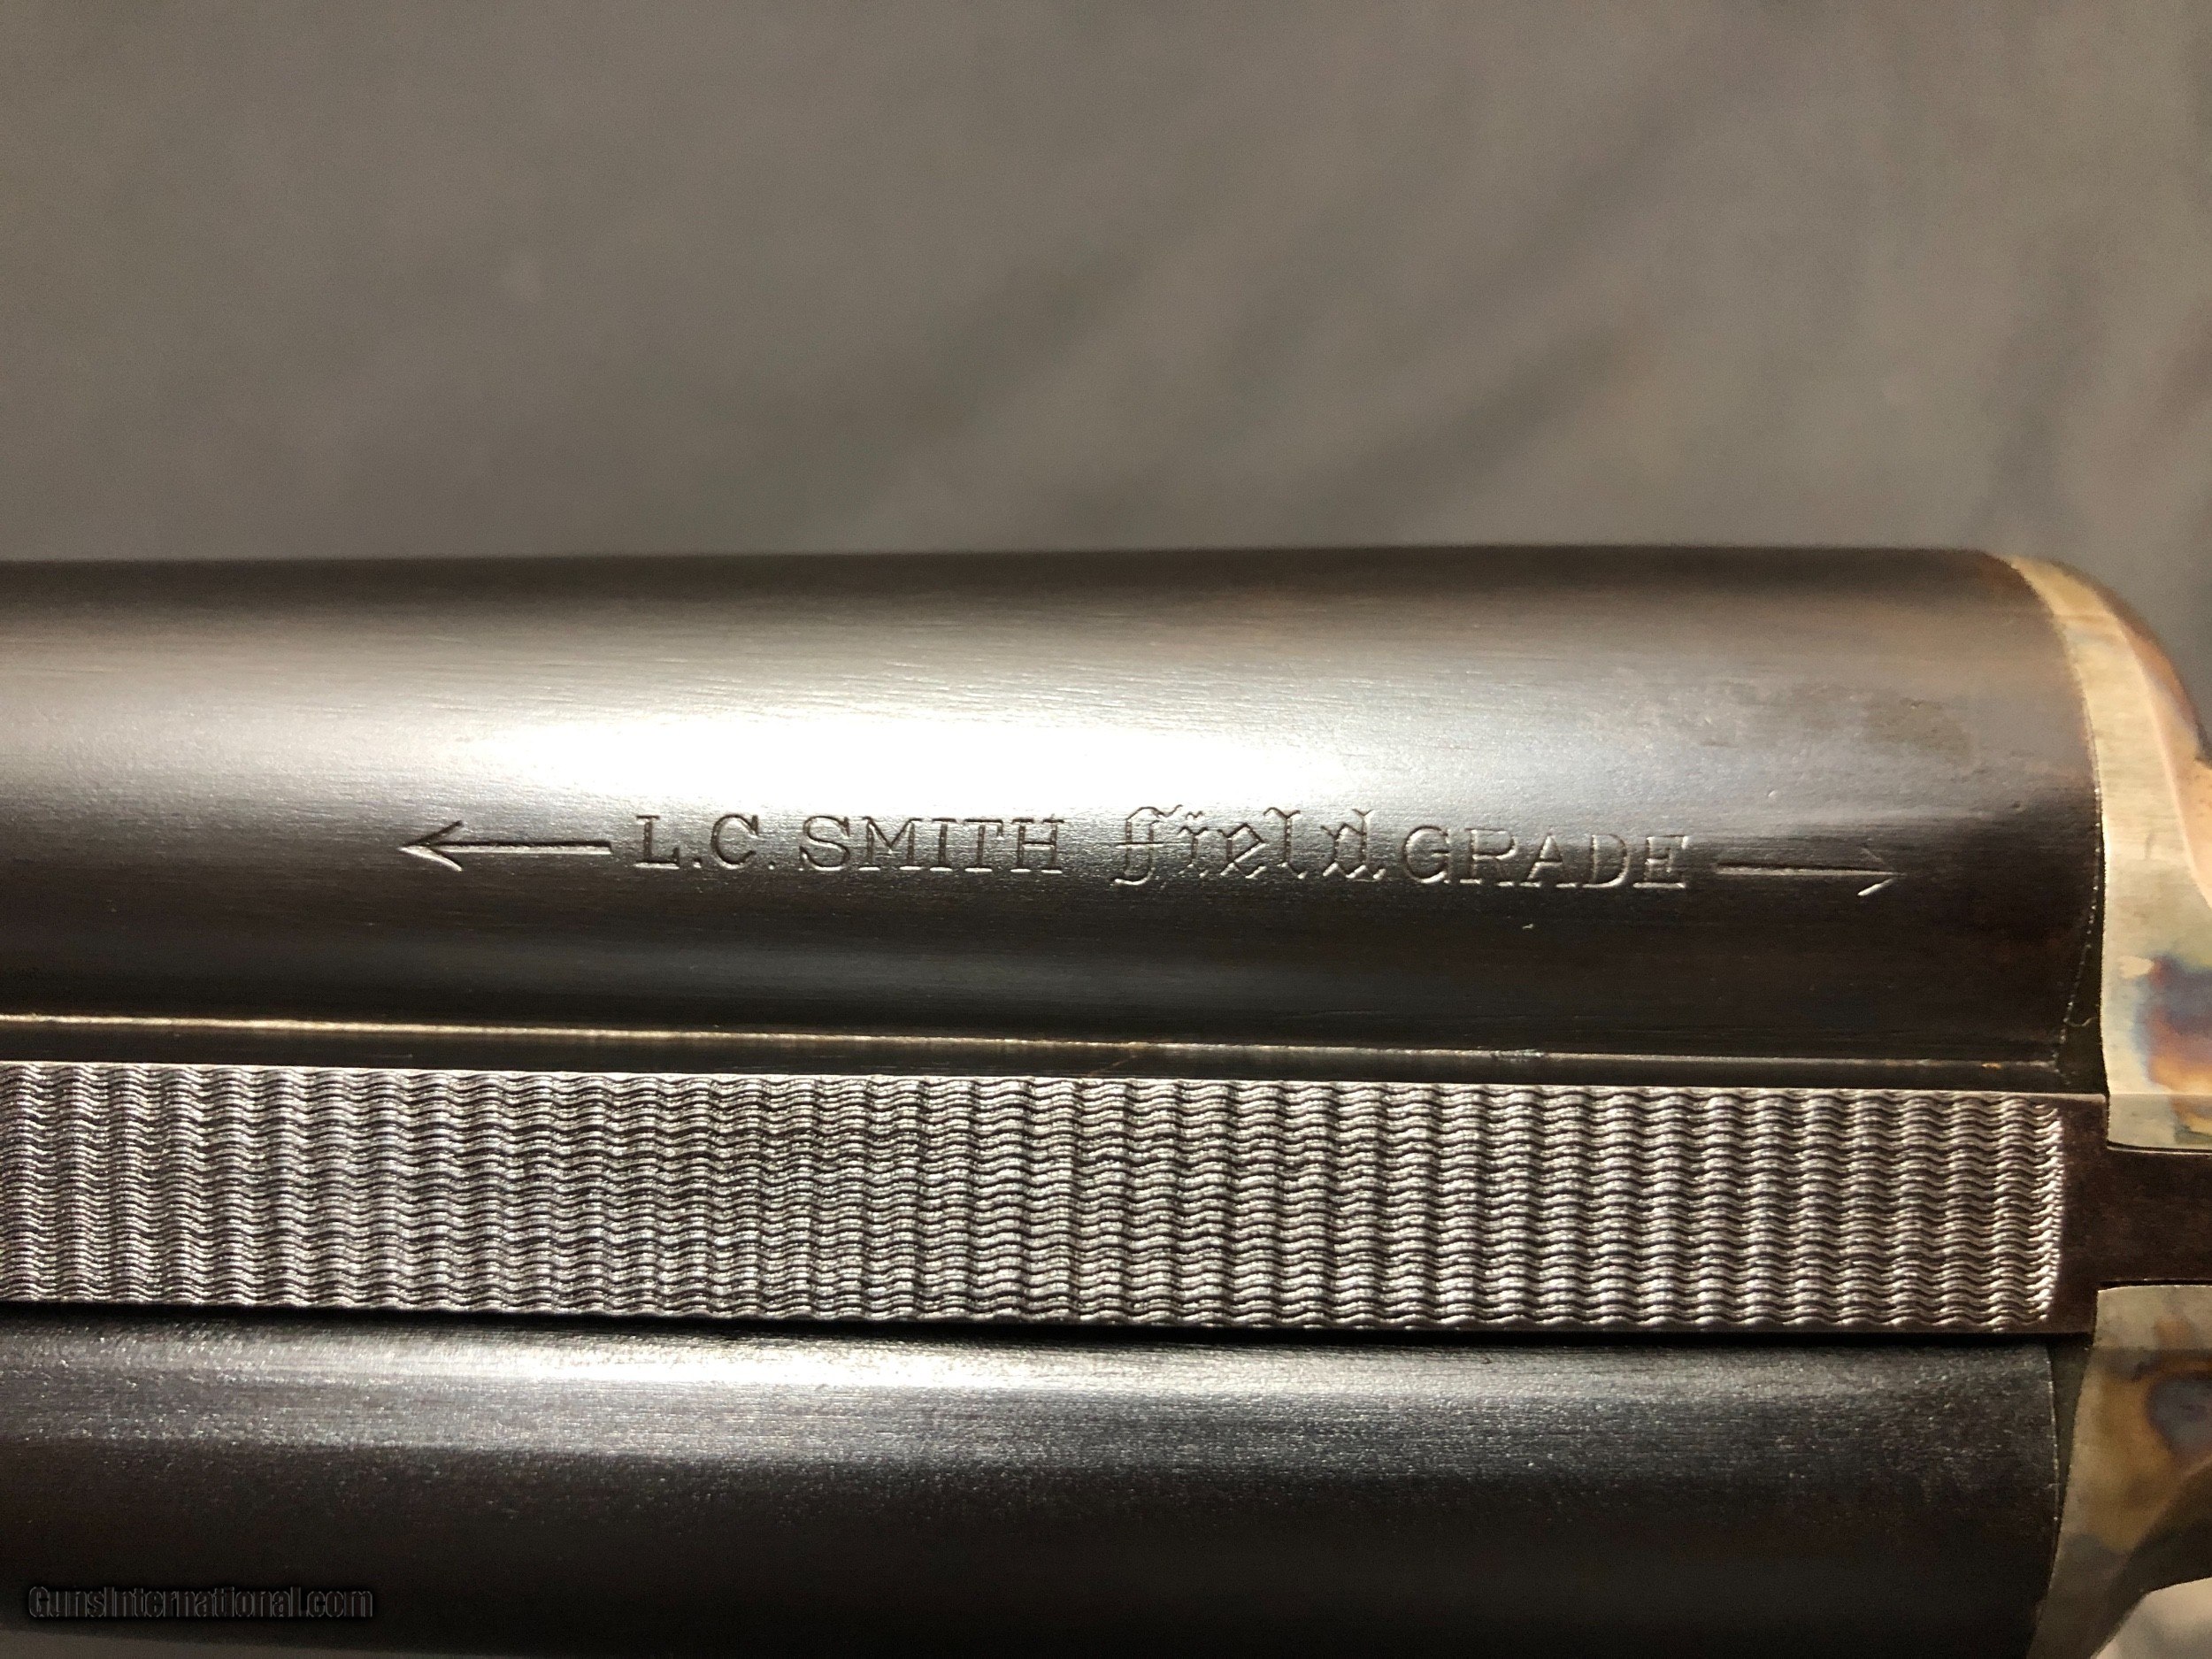 L.C. SMITH field GRADE
GunsInternational.com